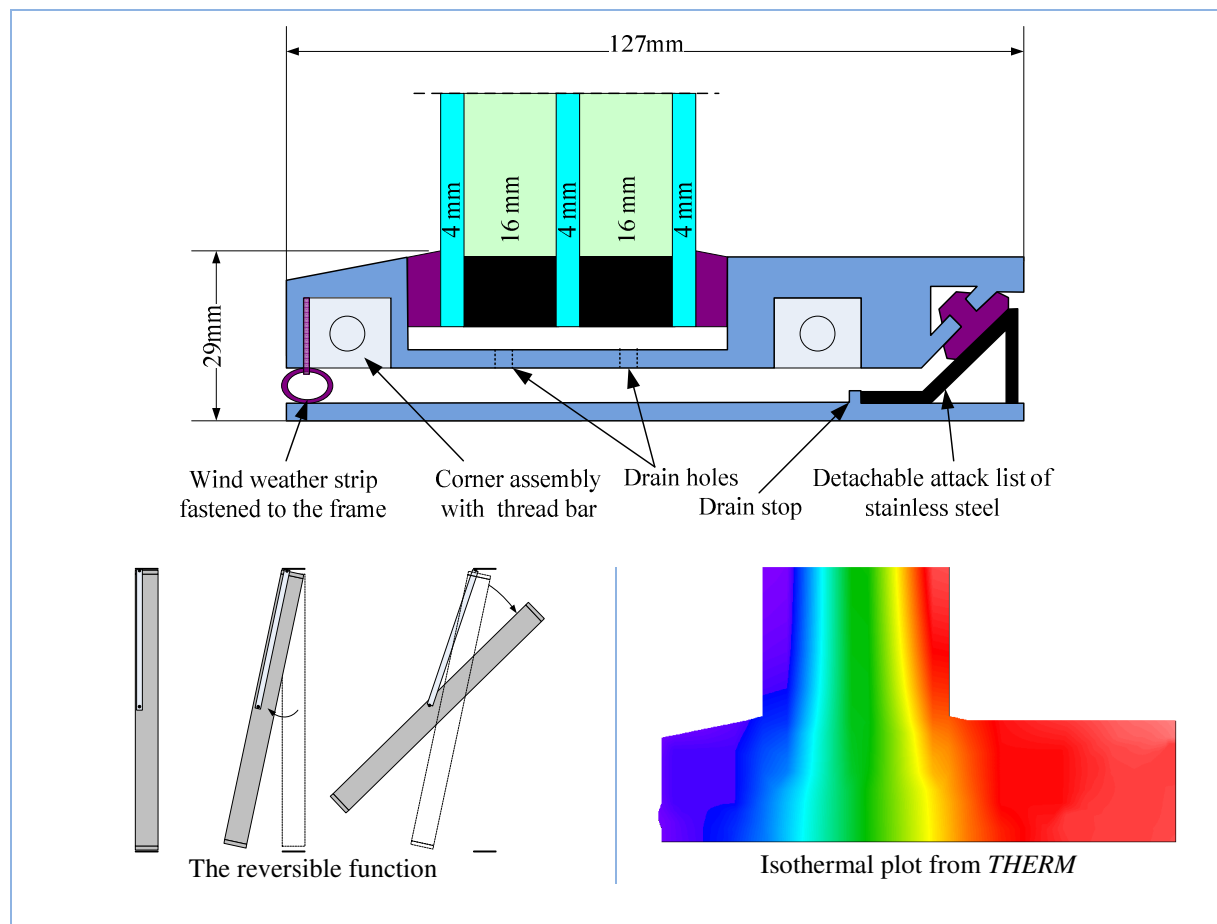 127mm
4 mm
16 mm
4 mm
16 mm
4 mm
29mm
Wind weather strip
fastened to the frame
Corner assembly
with thread bar
Drain holes
Drain stop
Detachable attack list of
stainless steel
The reversible function
Isothermal plot from THERM